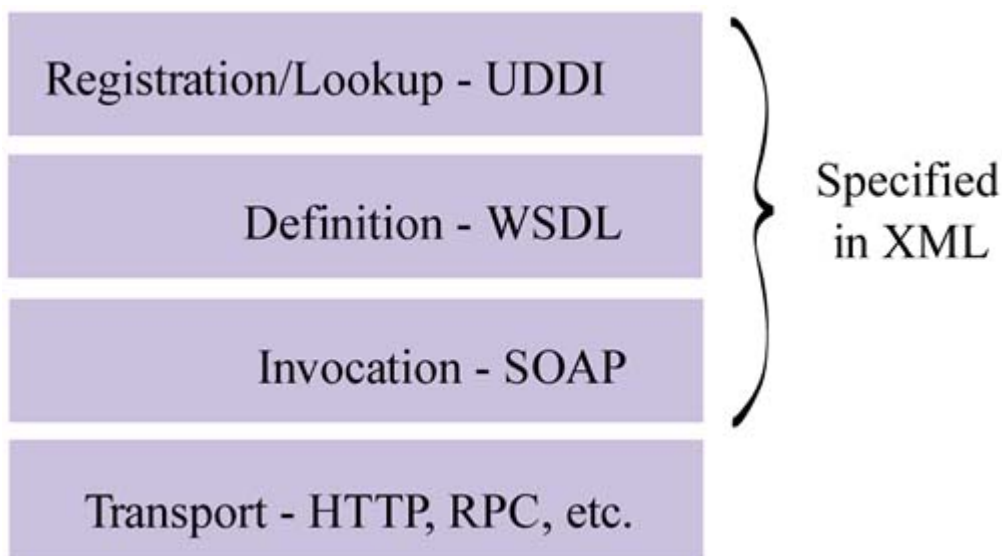 Registration/Lookup - UDDI
Definition - WSDL
Invocation - SOAP
Transport - HTTP, RPC, etc.
Specified
in XML